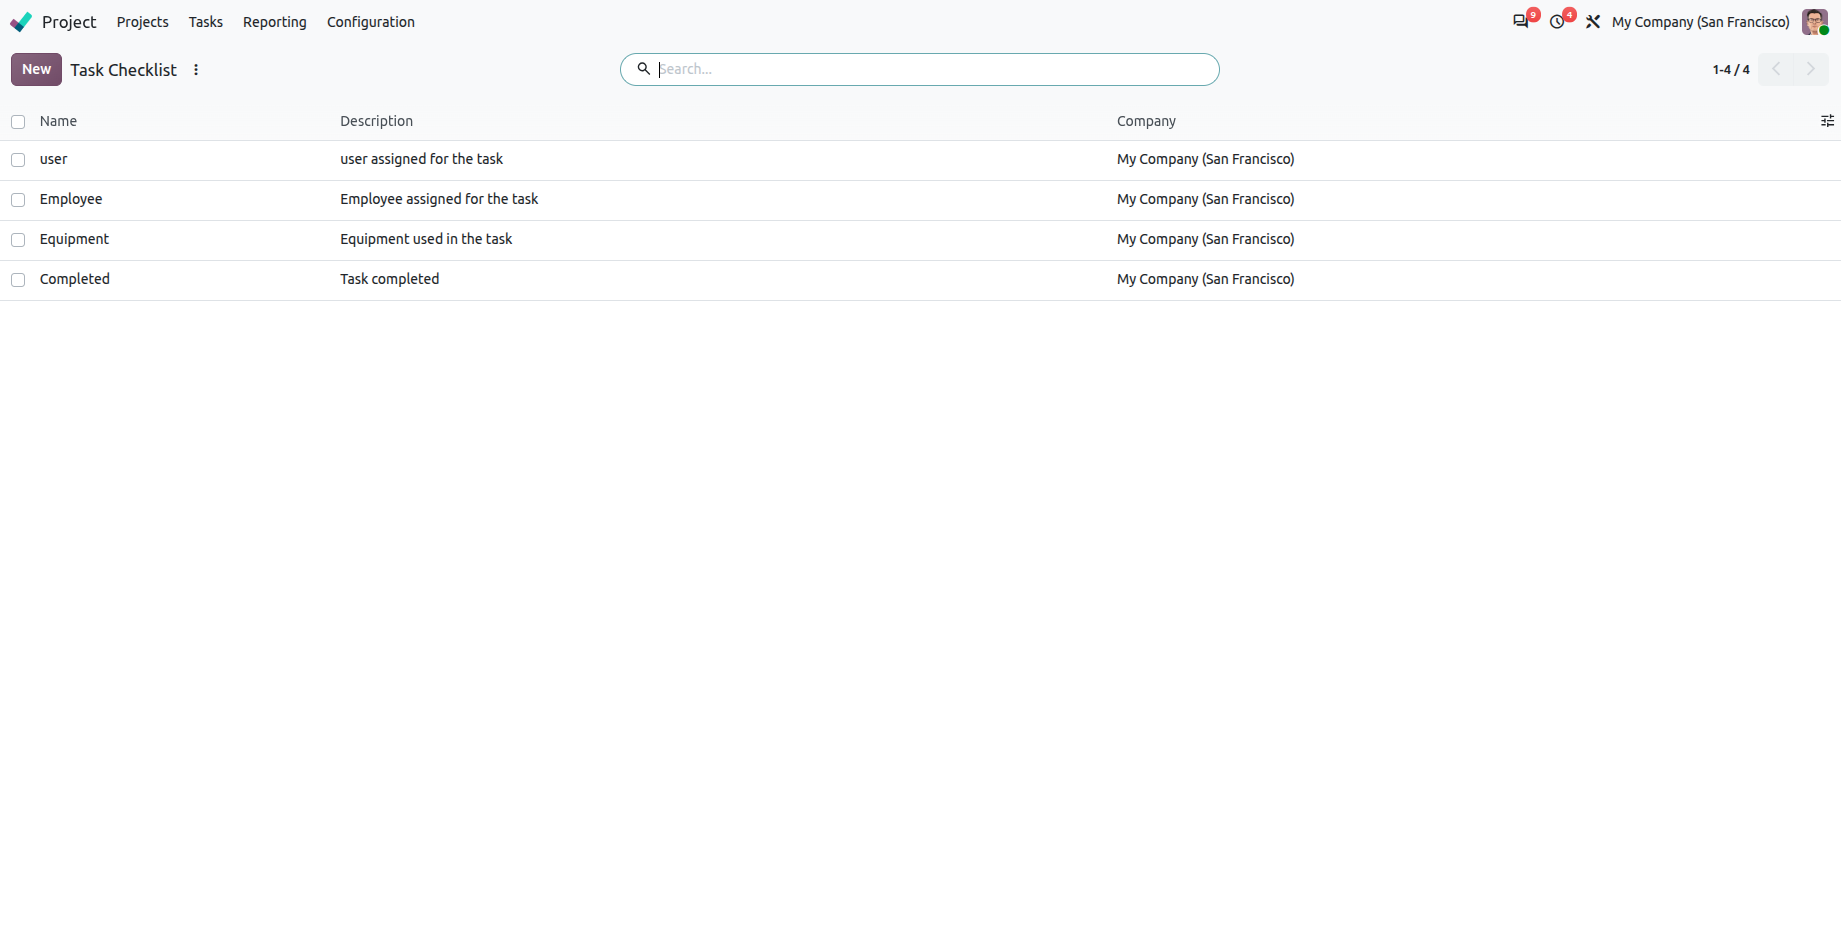 Project Projects Tasks Reporting Configuration 9 4 My Company (San Francisco)
New Task Checklist Search... 1-4 / 4
Name Description Company
user user assigned for the task My Company (San Francisco)
Employee Employee assigned for the task My Company (San Francisco)
Equipment Equipment used in the task My Company (San Francisco)
Completed Task completed My Company (San Francisco)